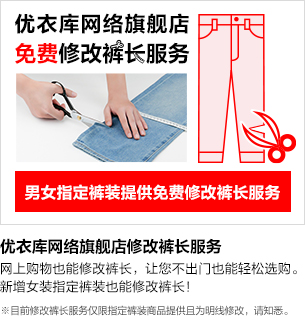 优衣库网络旗舰店
免费修改裤长服务
男女指定裤装提供免费修改裤长服务
优衣库网络旗舰店修改裤长服务
网上购物也能修改裤长，让您不出门也能轻松选购。
新增女装指定裤装也能修改裤长！
※目前修改裤长服务仅限指定裤装商品提供且为明线修改，请知悉。